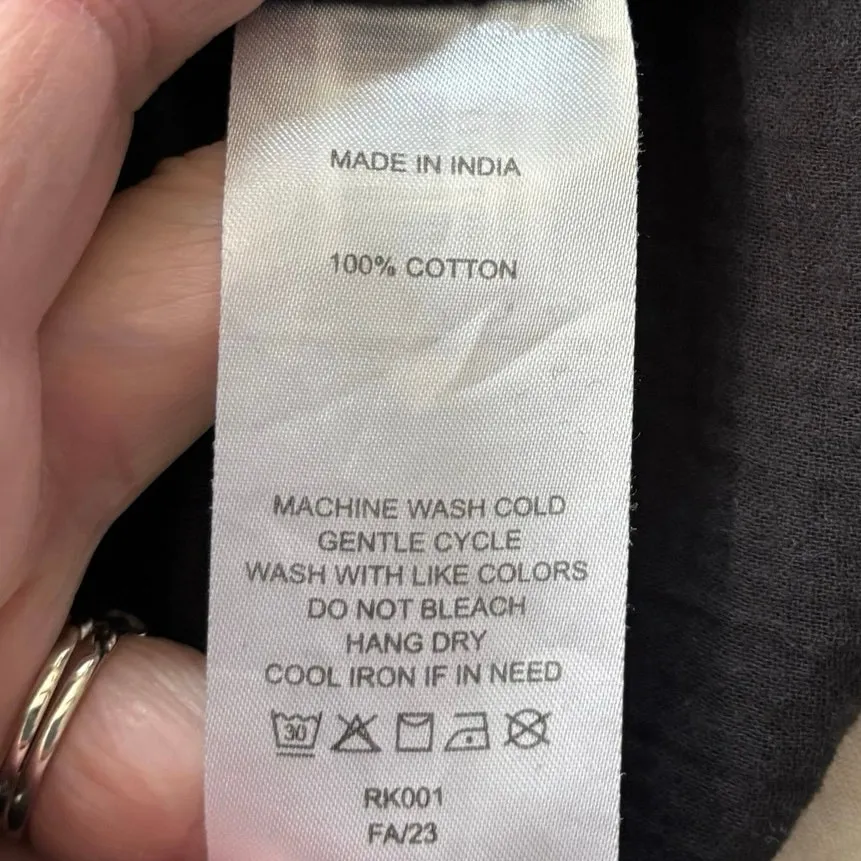 MADE IN INDIA
100% COTTON
MACHINE WASH COLD
GENTLE CYCLE
WASH WITH LIKE COLORS
DO NOT BLEACH
HANG DRY
COOL IRON IF IN NEED
30
RK001
FA/23